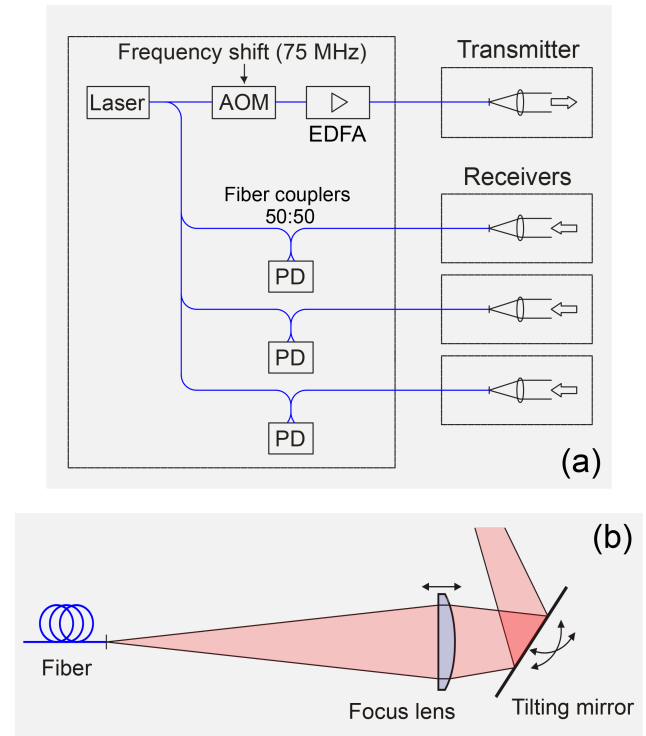 Frequency shift (75 MHz)
Transmitter
Laser
AOM
EDFA
Receivers
Fiber couplers
50:50
PD
PD
PD
(a)
(b)
Fiber
Focus lens
Tilting mirror